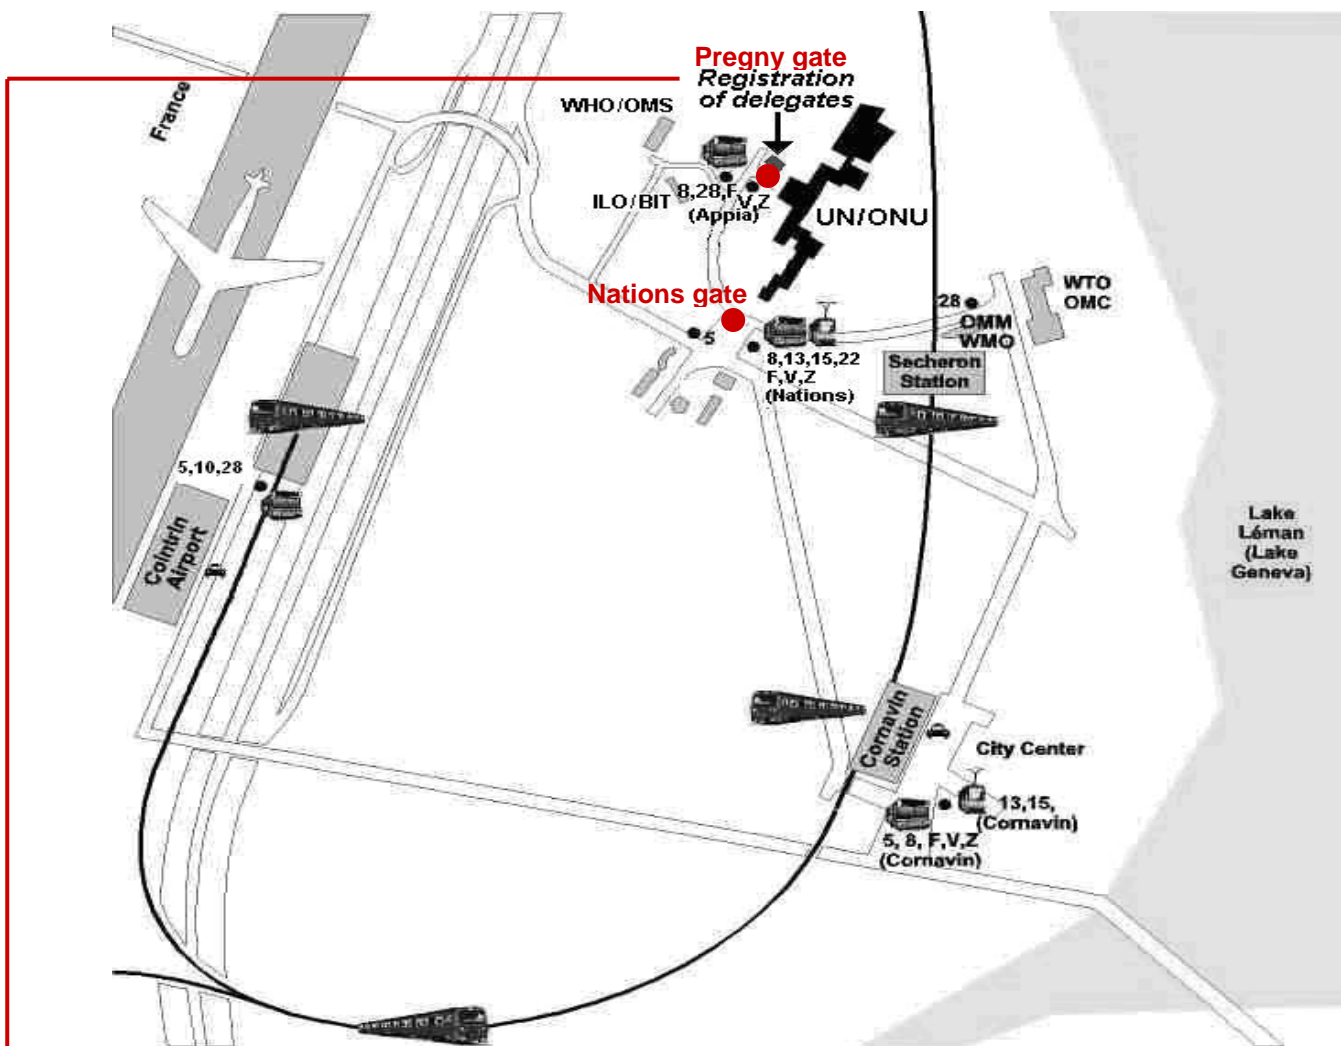 Pregny gate
Registration
of delegates
France
WHO/OMS
ILO/BIT
8,28,F
V,Z
(Appia)
UN/ONU
Nations gate
5
8,13,15,22
F,V,Z
(Nations)
28
OMM
WMO
WTO
OMC
Secheron
Station
5,10,28
Cointrin
Airport
Lake
Léman
(Lake
Geneva)
Cornavin
Station
City Center
13,15,
(Cornavin)
5, 8, F,V,Z
(Cornavin)